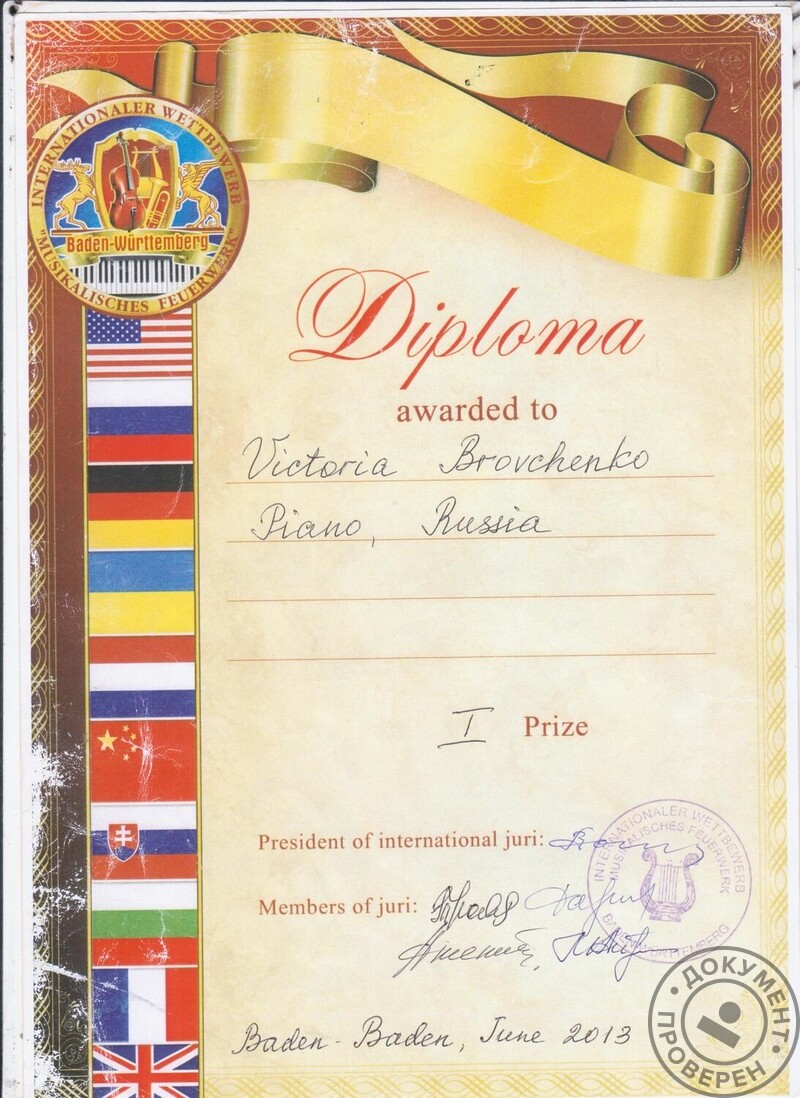 INTERNATIONALER WETTBEWERB
Baden-Württemberg
"MUSIKALISCHES FEUERWERK"
Diploma
awarded to
Victoria Brovchenko
Piano, Russia
I Prize
President of international juri:
Members of juri:
INTERNATIONALER WETTBEWERB
MUSIKALISCHES FEUERWERK
BADEN-WÜRTTEMBERG
Baden-Baden, June 2013
ДОКУМЕНТ
ПРОВЕРЕН